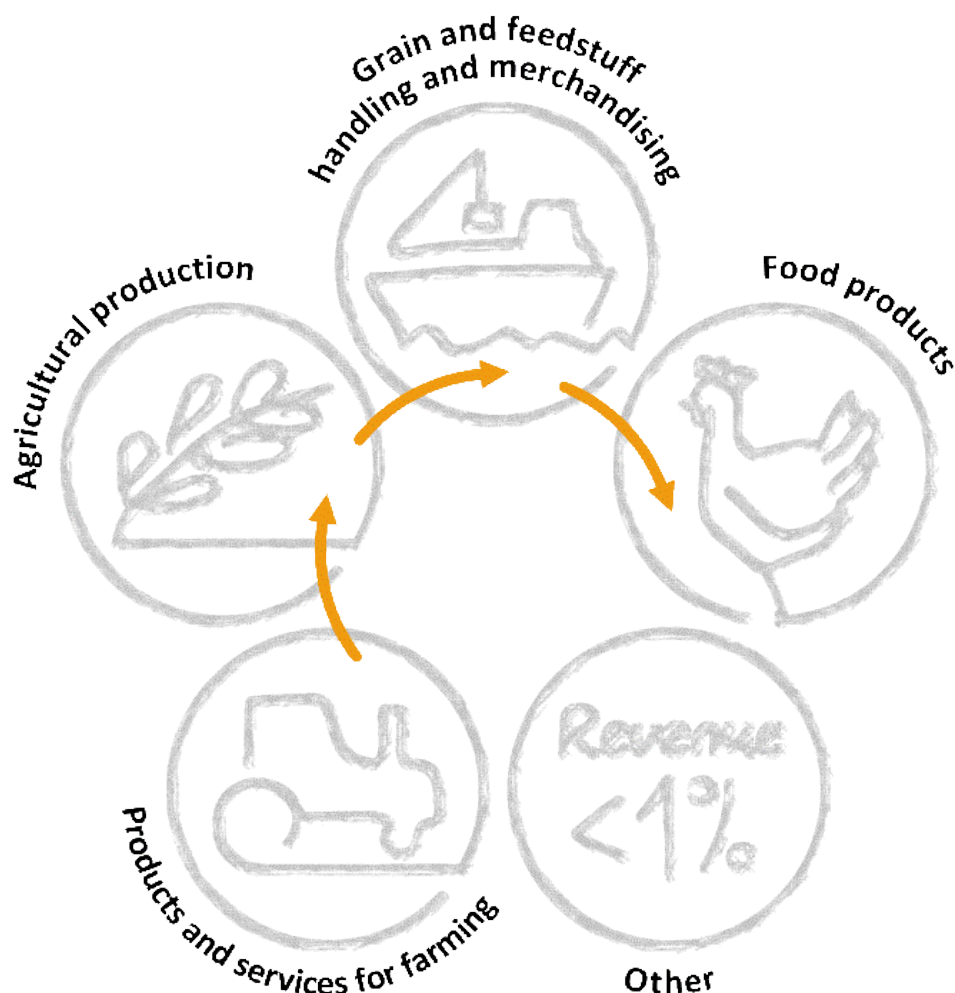 Grain and feedstuff
handling and merchandising
Agricultural production
Food products
Products and services for farming
Revenue
<1%
Other